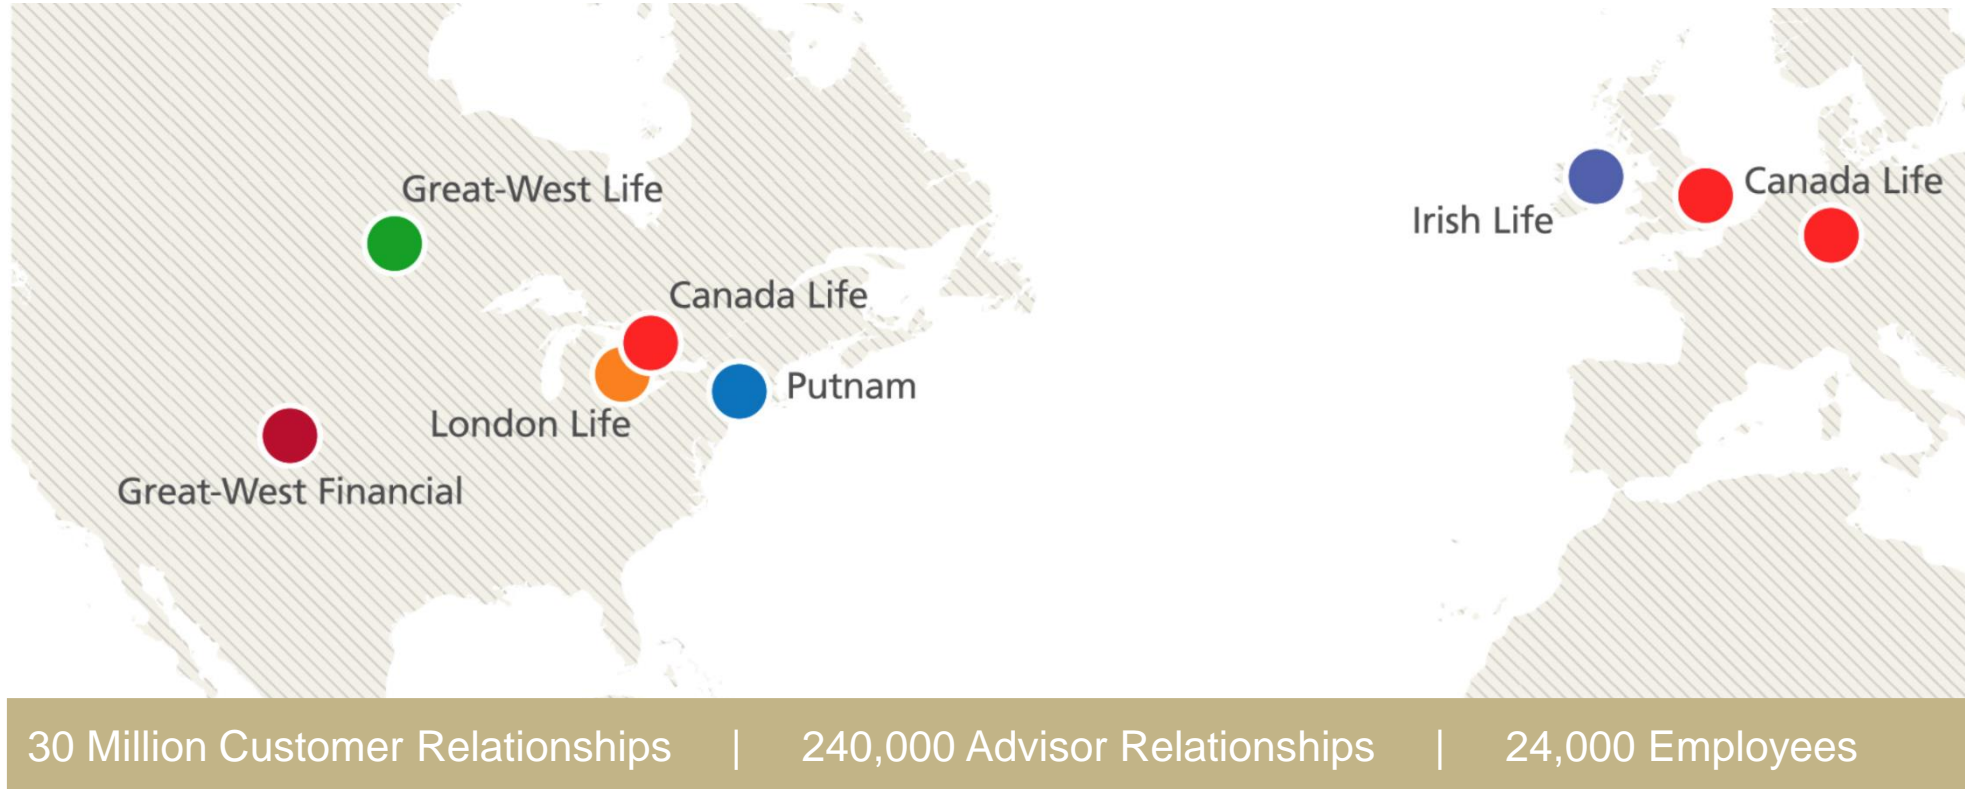 Great-West Life
Canada Life
Irish Life
Canada Life
Putnam
London Life
Great-West Financial
30 Million Customer Relationships | 240,000 Advisor Relationships | 24,000 Employees